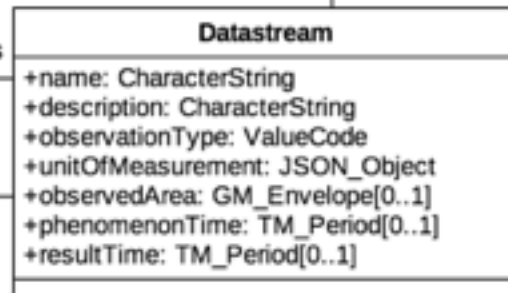 Datastream
+name: CharacterString
+description: CharacterString
+observationType: ValueCode
+unitOfMeasurement: JSON_Object
+observedArea: GM_Envelope[0..1]
+phenomenonTime: TM_Period[0..1]
+resultTime: TM_Period[0..1]